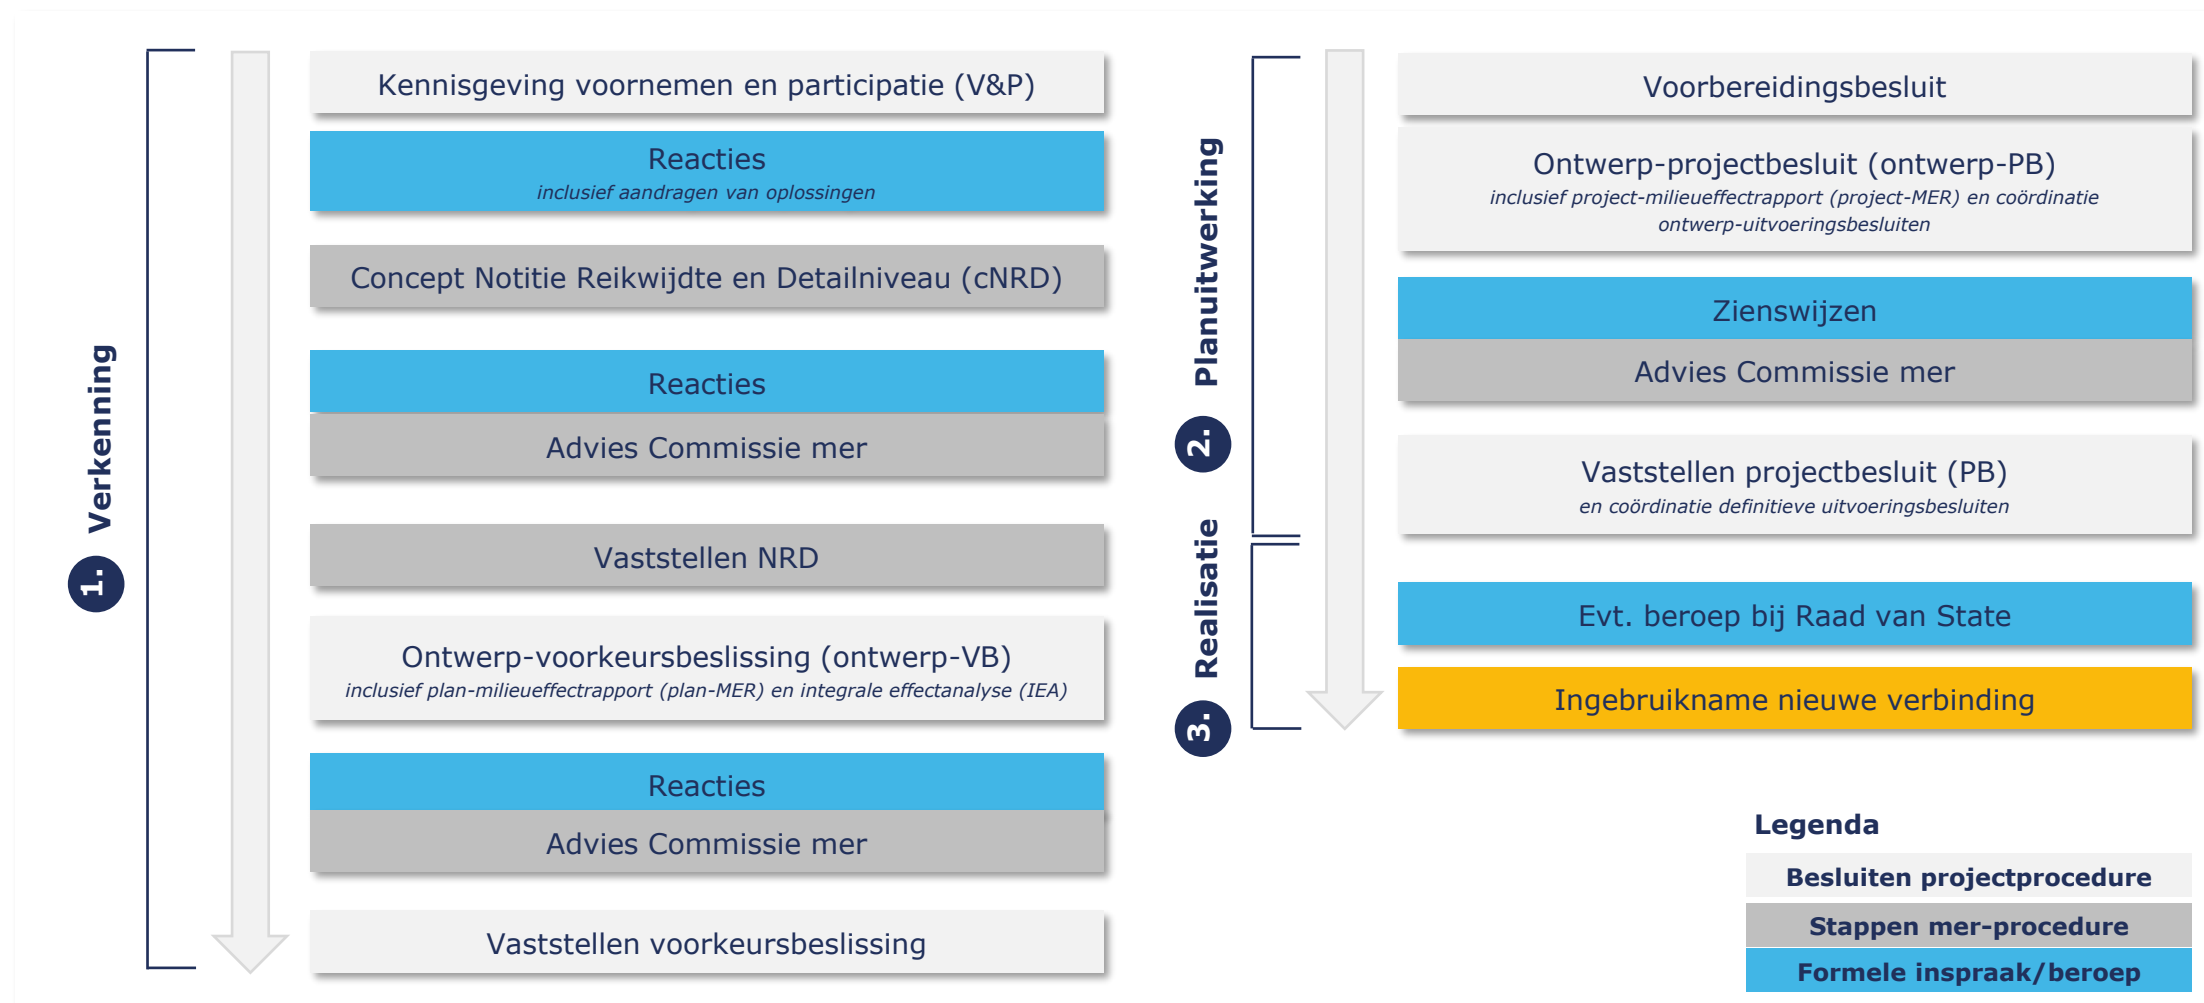 1. Verkenning
Kennisgeving voornemen en participatie (V&P)
Reacties
inclusief aandragen van oplossingen
Concept Notitie Reikwijdte en Detailniveau (cNRD)
Reacties
Advies Commissie mer
Vaststellen NRD
Ontwerp-voorkeursbeslissing (ontwerp-VB)
inclusief plan-milieueffectrapport (plan-MER) en integrale effectanalyse (IEA)
Reacties
Advies Commissie mer
Vaststellen voorkeursbeslissing
2. Planuitwerking
Voorbereidingsbesluit
Ontwerp-projectbesluit (ontwerp-PB)
inclusief project-milieueffectrapport (project-MER) en coördinatie
ontwerp-uitvoeringsbesluiten
Zienswijzen
Advies Commissie mer
Vaststellen projectbesluit (PB)
en coördinatie definitieve uitvoeringsbesluiten
3. Realisatie
Evt. beroep bij Raad van State
Ingebruikname nieuwe verbinding
Legenda
Besluiten projectprocedure
Stappen mer-procedure
Formele inspraak/beroep